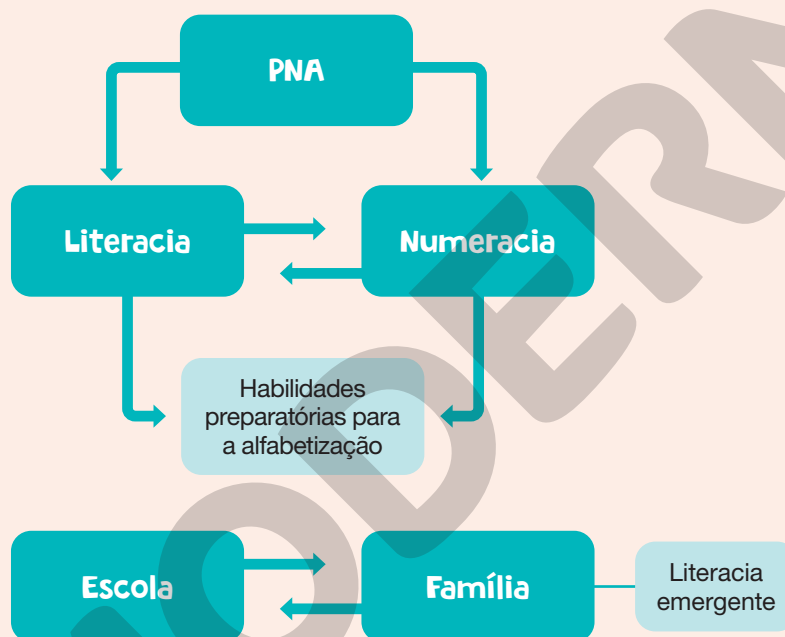 PNA
Literacia
Numeracia
Habilidades
preparatórias para
a alfabetização
Escola
Família
Literacia
emergente